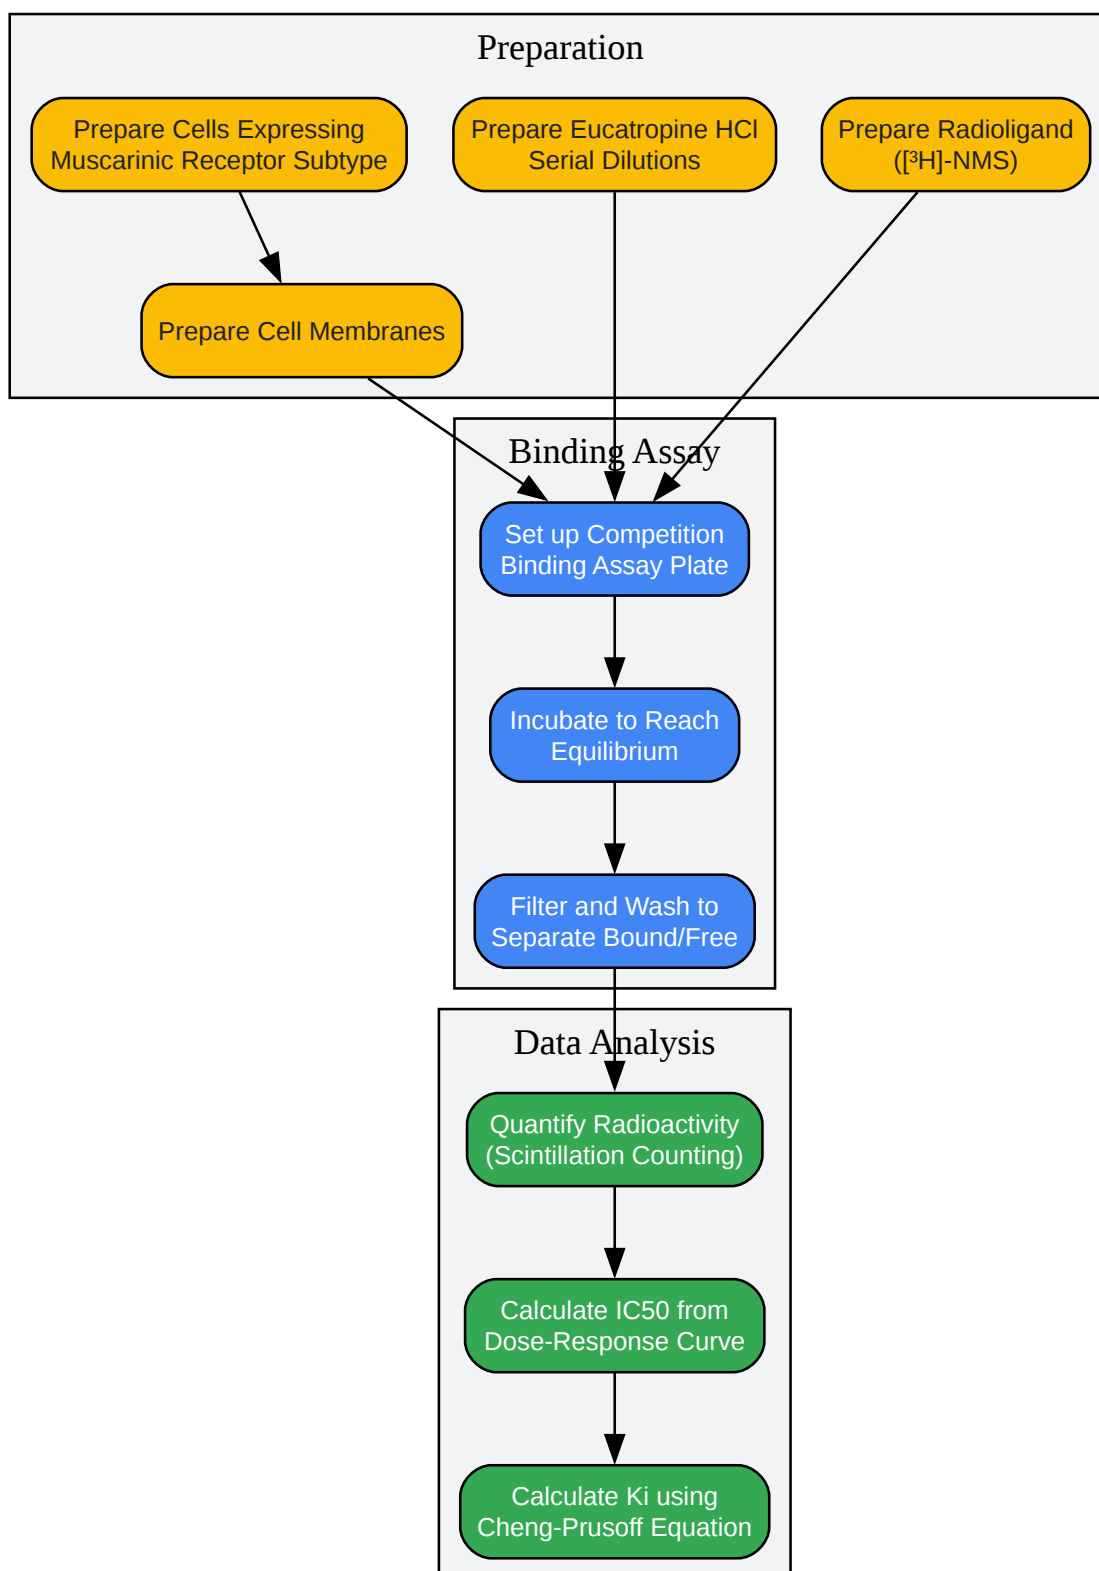 Preparation
Prepare Cells Expressing
Muscarinic Receptor Subtype
Prepare Eucatropine HCl
Serial Dilutions
Prepare Radioligand
([³H]-NMS)
Prepare Cell Membranes
Binding Assay
Set up Competition
Binding Assay Plate
Incubate to Reach
Equilibrium
Filter and Wash to
Separate Bound/Free
Data Analysis
Quantify Radioactivity
(Scintillation Counting)
Calculate IC50 from
Dose-Response Curve
Calculate Ki using
Cheng-Prusoff Equation